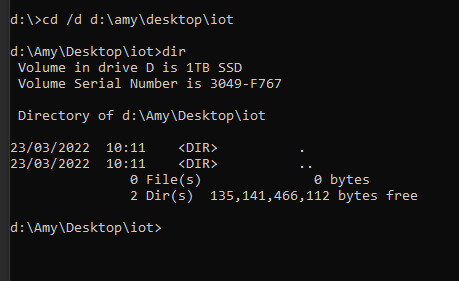 d:\>cd /d d:\amy\desktop\iot
d:\Amy\Desktop\iot>dir
Volume in drive D is 1TB SSD
Volume Serial Number is 3049-F767
Directory of d:\Amy\Desktop\iot
23/03/2022  10:11    <DIR>          .
23/03/2022  10:11    <DIR>          ..
0 File(s)              0 bytes
2 Dir(s)  135,141,466,112 bytes free
d:\Amy\Desktop\iot>